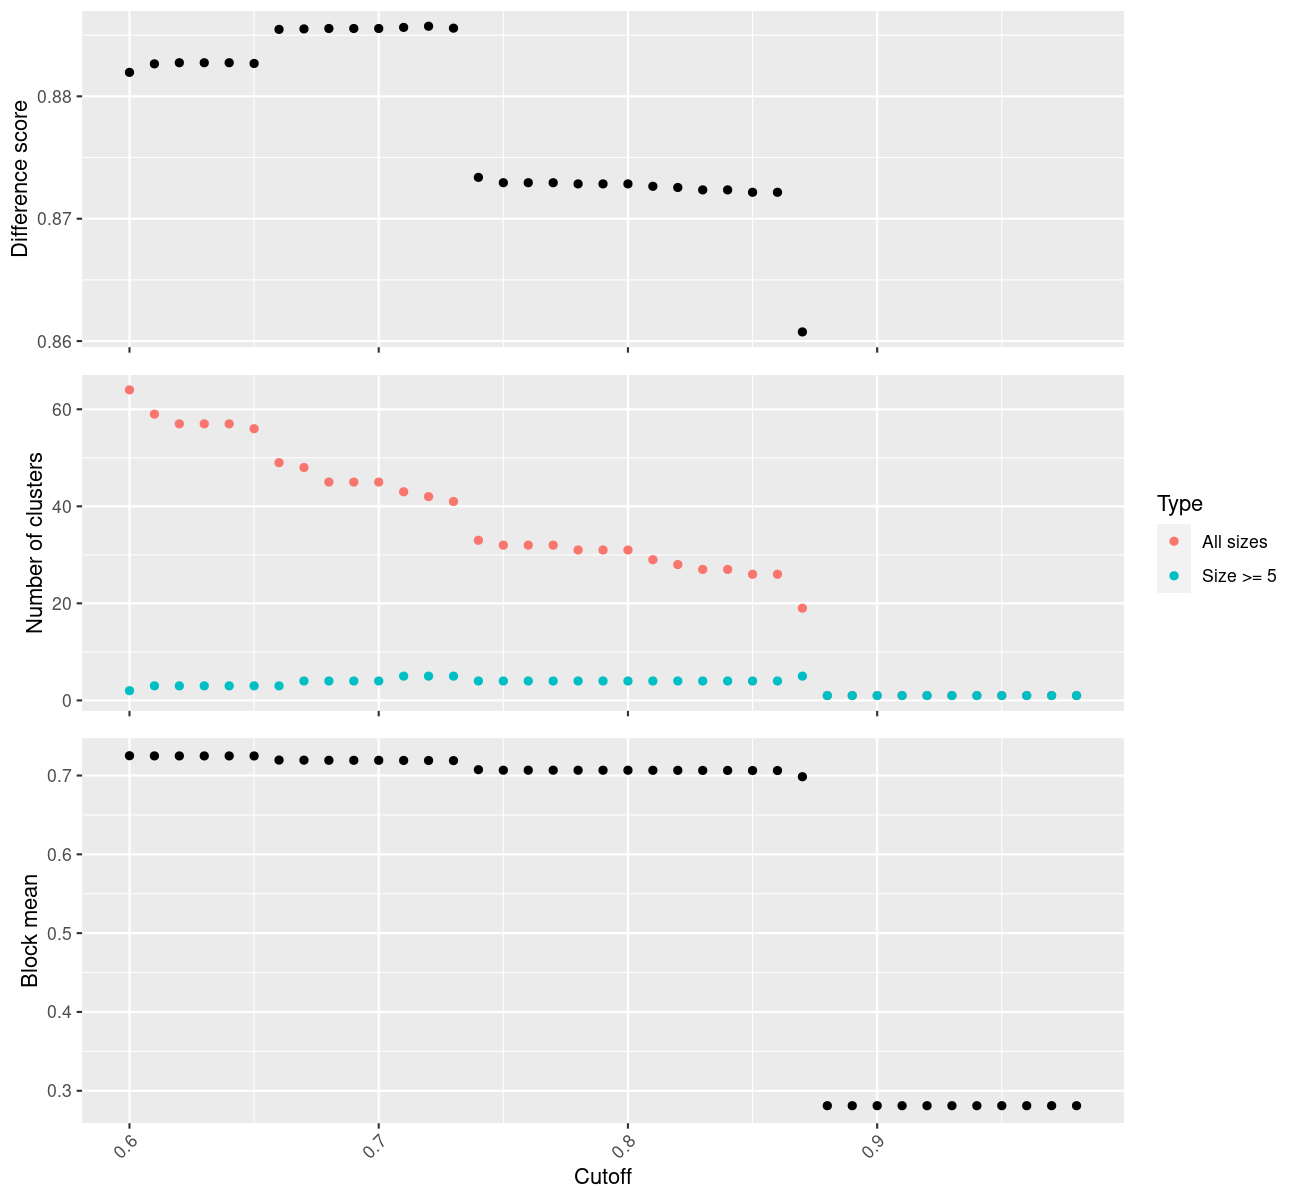 Difference score
0.88
0.87
0.86
Number of clusters
60
40
20
0
Type
All sizes
Size >= 5
Block mean
0.7
0.6
0.5
0.4
0.3
0.6 0.7 0.8 0.9
Cutoff